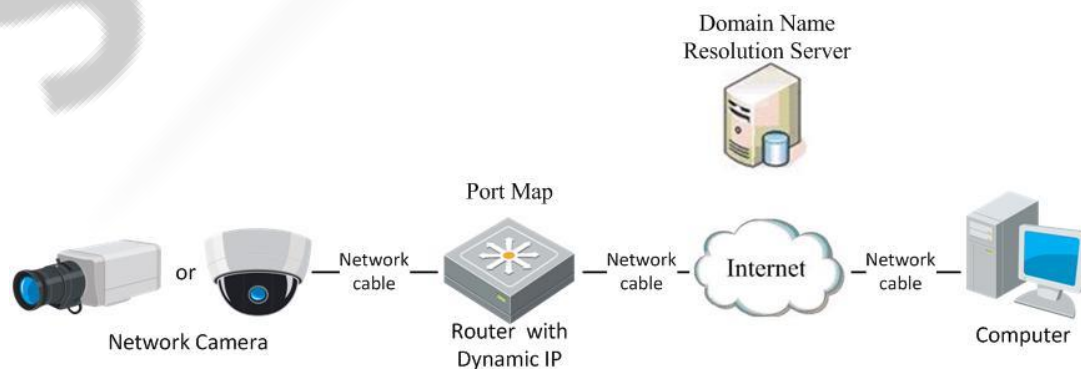 Domain Name
Resolution Server
Port Map
or
Network
cable
Network
cable
Internet
Network
cable
Network Camera
Router with
Dynamic IP
Computer